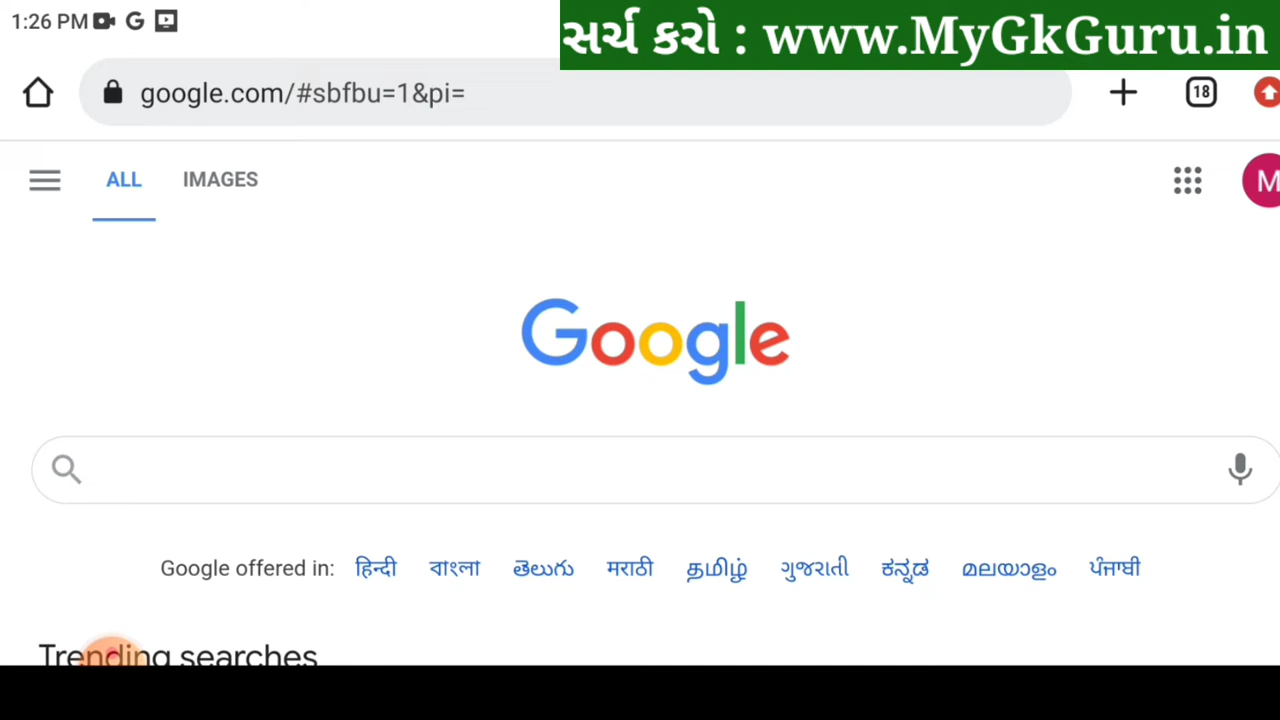 1:26 PM
સર્ચ કરો : www.MyGkGuru.in
google.com/#sbfbu=1&pi=
18
ALL IMAGES
M
Google
Google offered in: हिन्दी বাংলা తెలుగు मराठी தமிழ் ગુજરાતી ಕನ್ನಡ മലയാളം ਪੰਜਾਬੀ
Trending searches